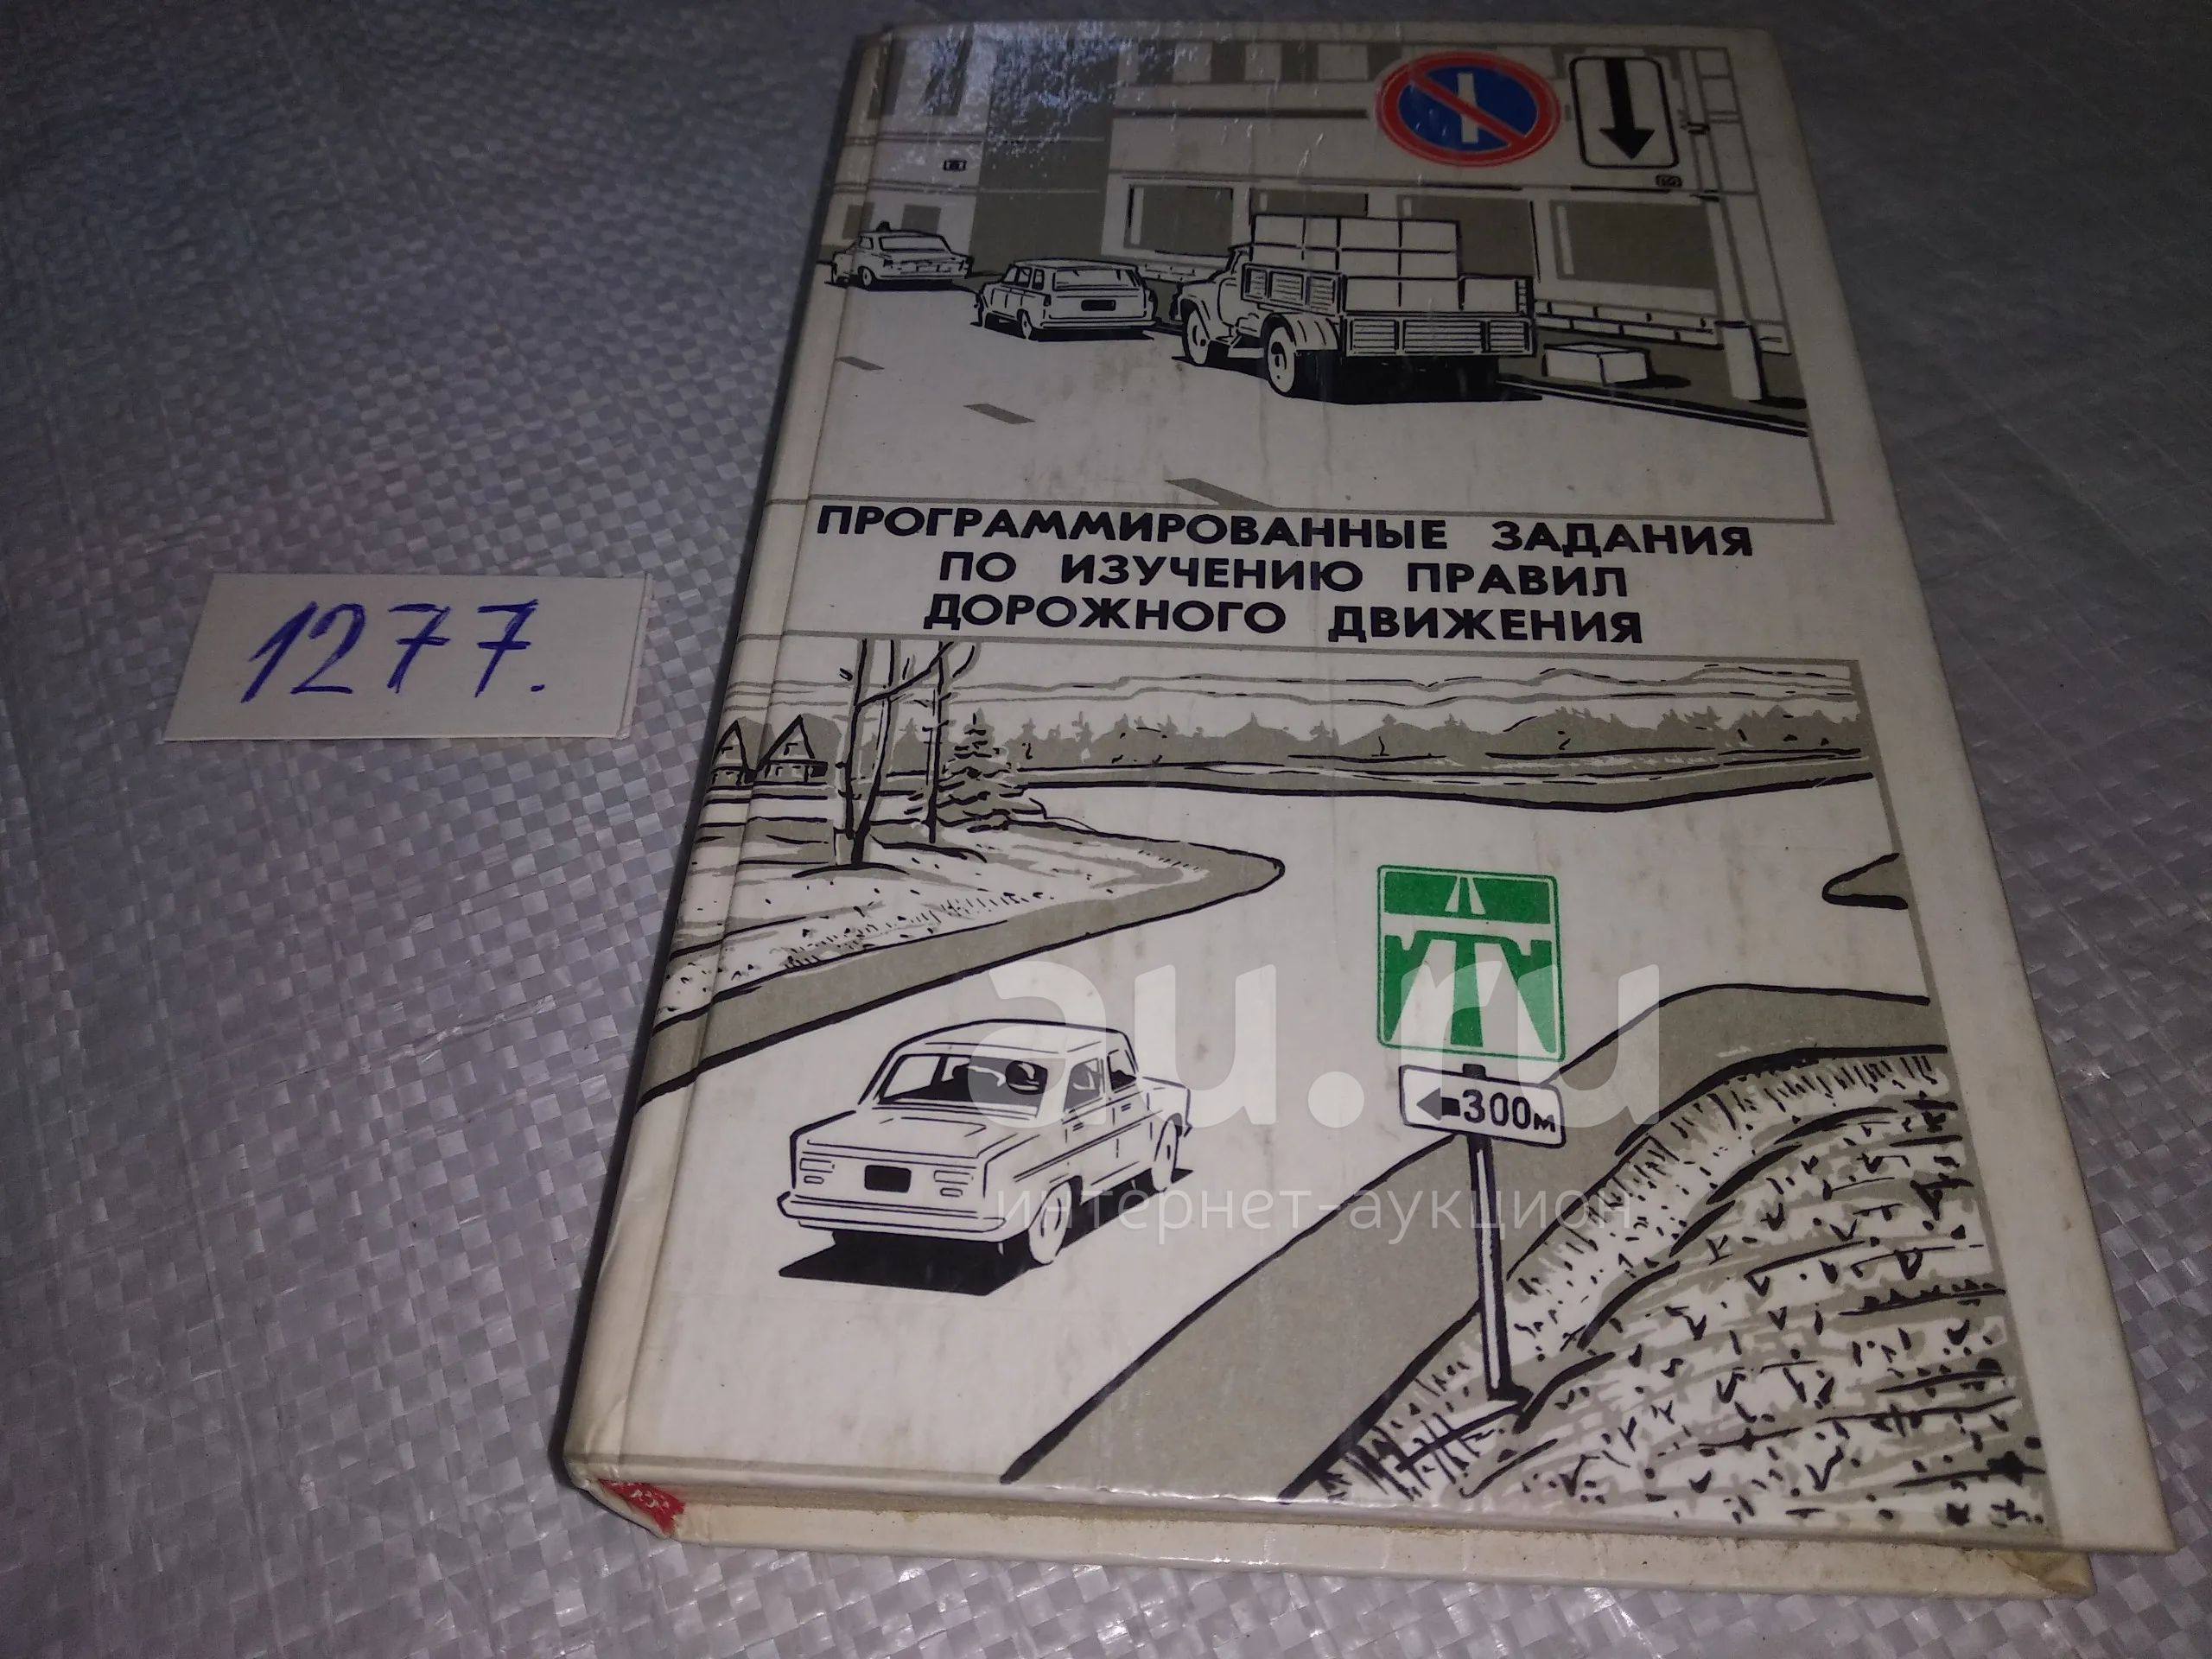 1277.
ПРОГРАММИРОВАННЫЕ ЗАДАНИЯ
ПО ИЗУЧЕНИЮ ПРАВИЛ
ДОРОЖНОГО ДВИЖЕНИЯ
300м
au.ru
интернет-аукцион